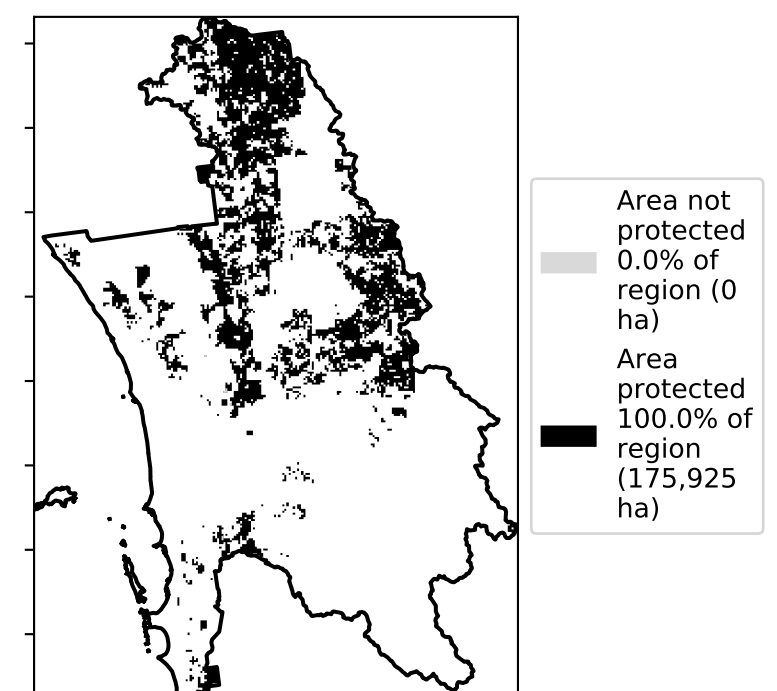 Area not
protected
0.0% of
region (0
ha)
Area
protected
100.0% of
region
(175,925
ha)